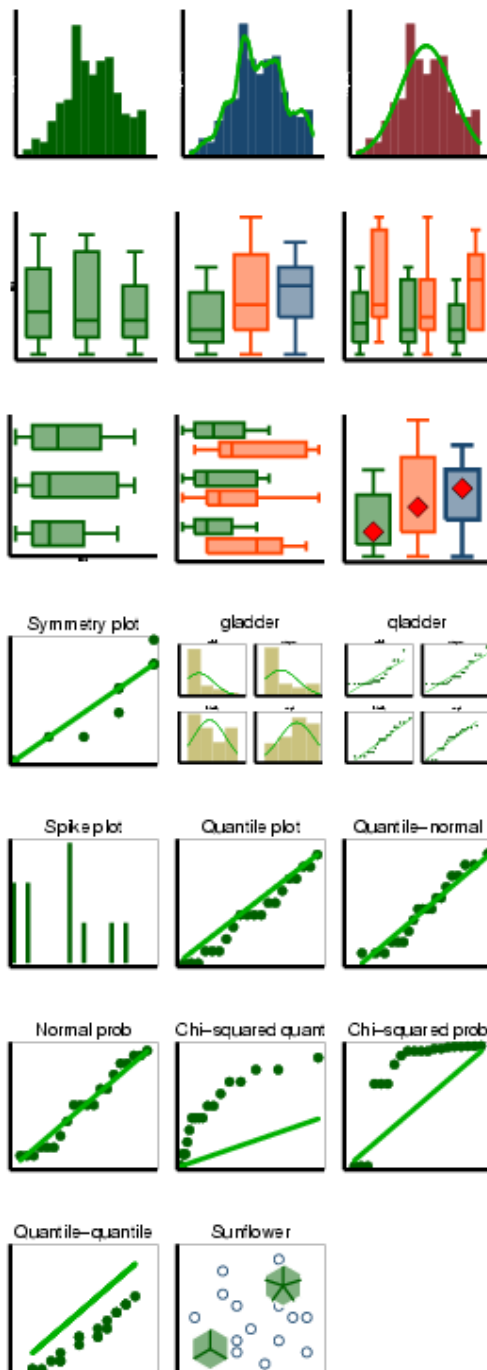 Symmetry plot
gladder
qladder
Spike plot
Quantile plot
Quantile–normal
Normal prob
Chi–squared quant
Chi–squared prob
Quantile–quantile
Sunflower